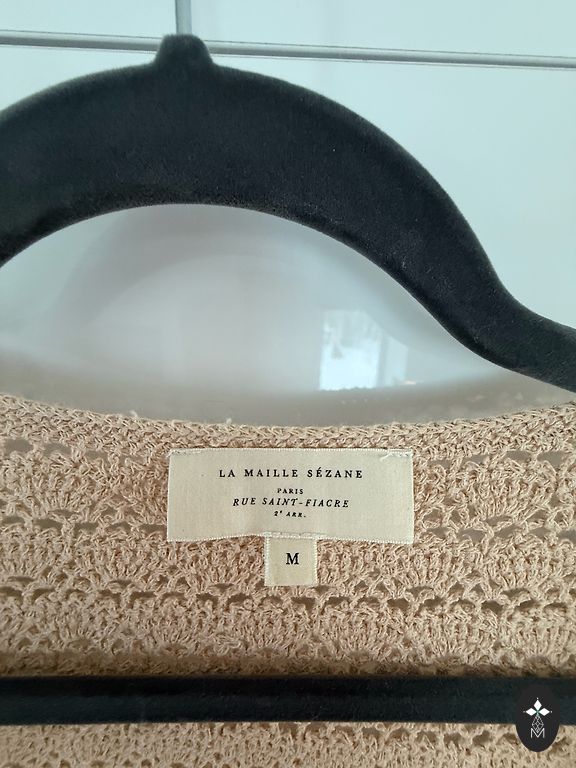 LA MAILLE SÉZANE
PARIS
RUE SAINT-FIACRE
2ᵉ ARR.
M
M